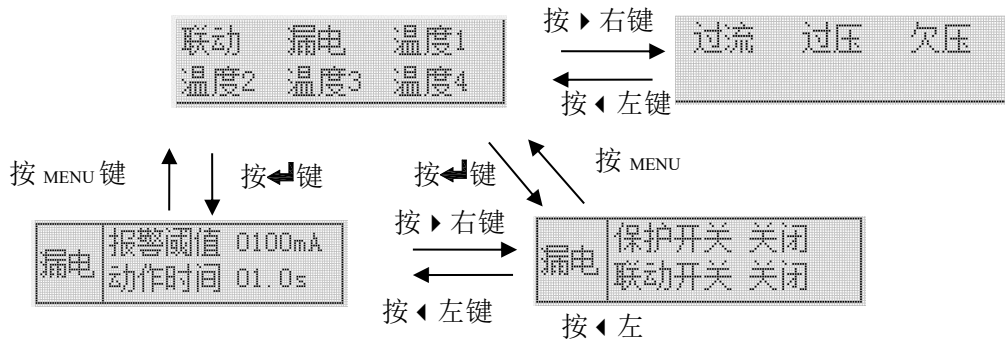 联动 漏电 温度1
温度2 温度3 温度4
按 右键
按 左键
过流 过压 欠压
按 MENU 键
按 键
按 键
按 MENU
漏电 报警阈值 0100mA
动作时间 01.0s
按 右键
按 左键
漏电 保护开关 关闭
联动开关 关闭
按 左